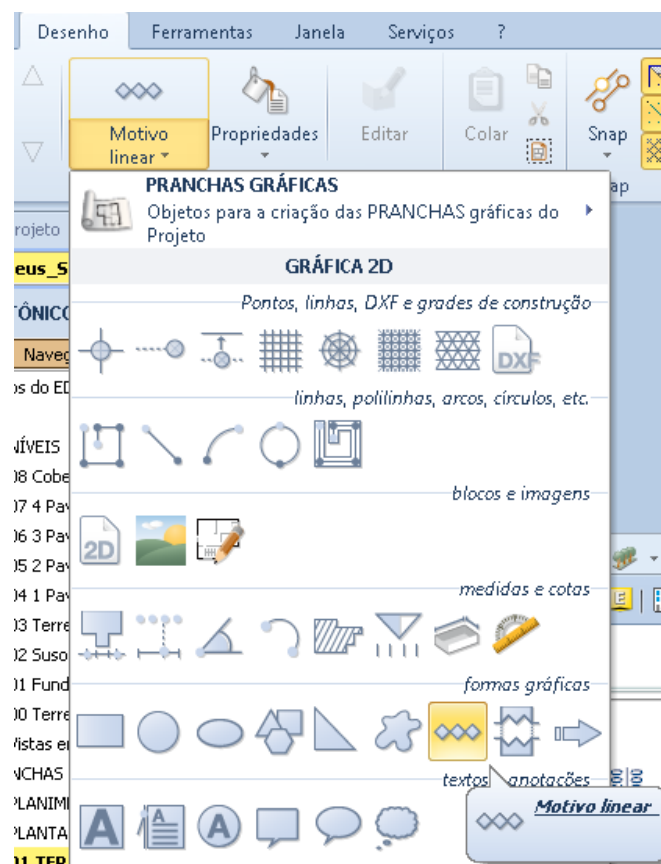 Desenho Ferramentas Janela Serviços ?
Motivo linear Propriedades Editar Colar Snap
ap
PRANCHAS GRÁFICAS
Objetos para a criação das PRANCHAS gráficas do
Projeto
rojeto
GRÁFICA 2D
eus_S
Pontos, linhas, DXF e grades de construção
TÔNICO
Naveg
DXF
os do ED
linhas, polilinhas, arcos, círculos, etc.
NÍVEIS
08 Cobe
blocos e imagens
07 4 Pav
06 3 Pav
2D
05 2 Pav
04 1 Pav
medidas e cotas
E
03 Terre
02 Suso
01 Fund
formas gráficas
00 Terre
Vistas e
NCHAS
textos anotações
PLANIM
Motivo linear
PLANTA
A A A
01 TER